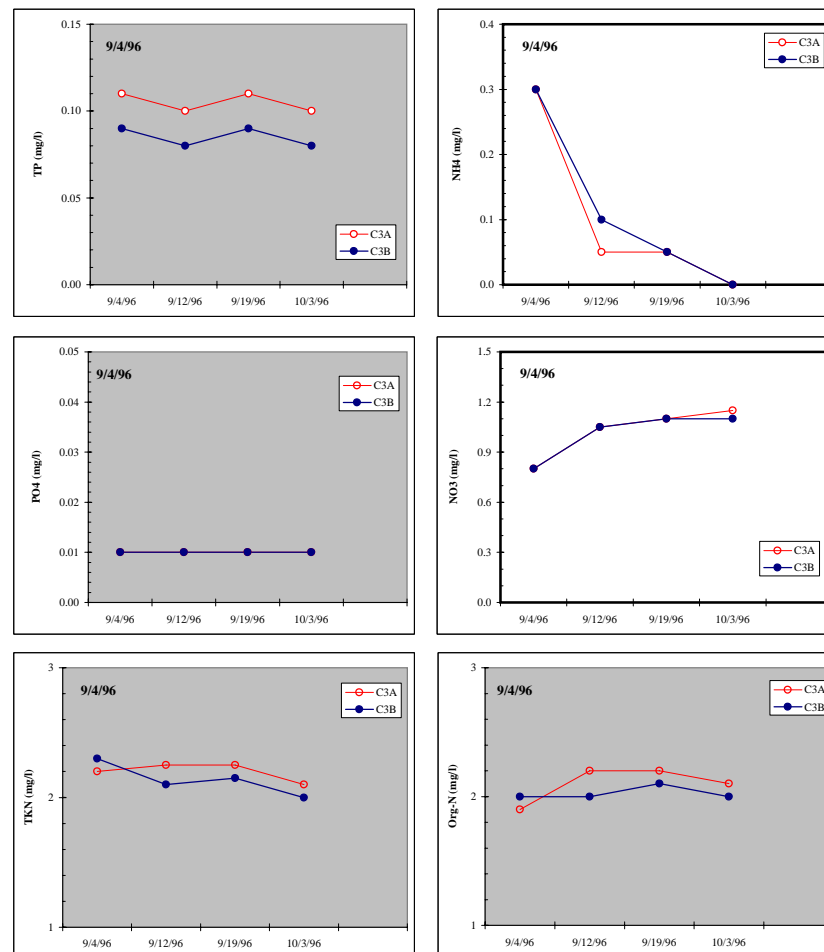 0.15
0.10
0.05
0.00
TP (mg/l)
9/4/96
C3A
C3B
9/4/96 9/12/96 9/19/96 10/3/96
0.4
0.3
0.2
0.1
0.0
NH4 (mg/l)
9/4/96
C3A
C3B
9/4/96 9/12/96 9/19/96 10/3/96
0.05
0.04
0.03
0.02
0.01
0.00
PO4 (mg/l)
9/4/96
C3A
C3B
9/4/96 9/12/96 9/19/96 10/3/96
1.5
1.2
0.9
0.6
0.3
0.0
NO3 (mg/l)
9/4/96
C3A
C3B
9/4/96 9/12/96 9/19/96 10/3/96
3
2
1
TKN (mg/l)
9/4/96
C3A
C3B
9/4/96 9/12/96 9/19/96 10/3/96
3
2
1
Org-N (mg/l)
9/4/96
C3A
C3B
9/4/96 9/12/96 9/19/96 10/3/96